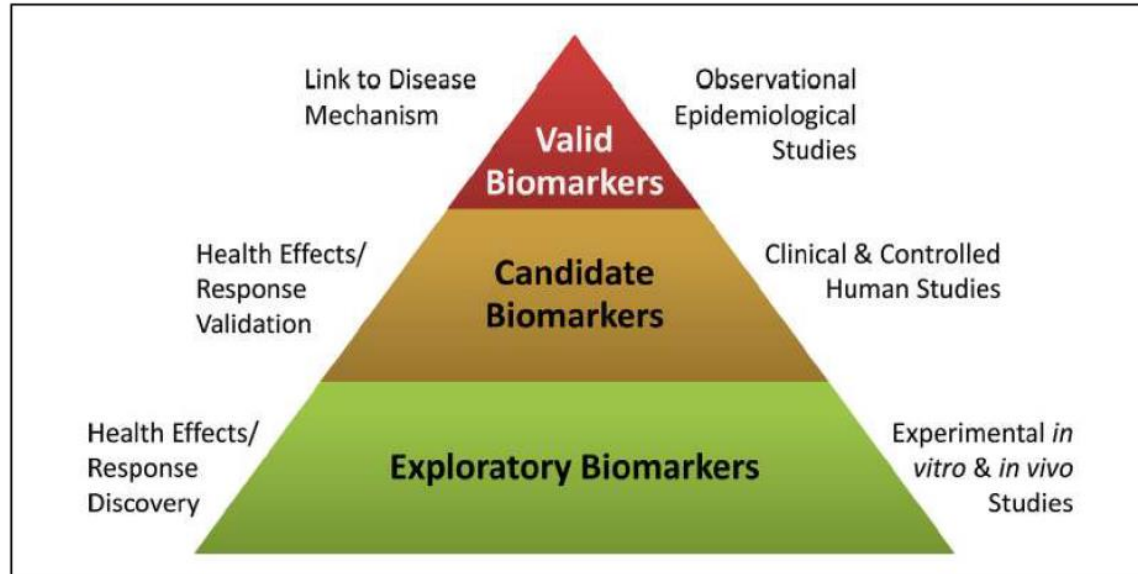 Link to Disease
Mechanism
Valid
Biomarkers
Observational
Epidemiological
Studies
Health Effects/
Response
Validation
Candidate
Biomarkers
Clinical & Controlled
Human Studies
Health Effects/
Response
Discovery
Exploratory Biomarkers
Experimental in
vitro & in vivo
Studies